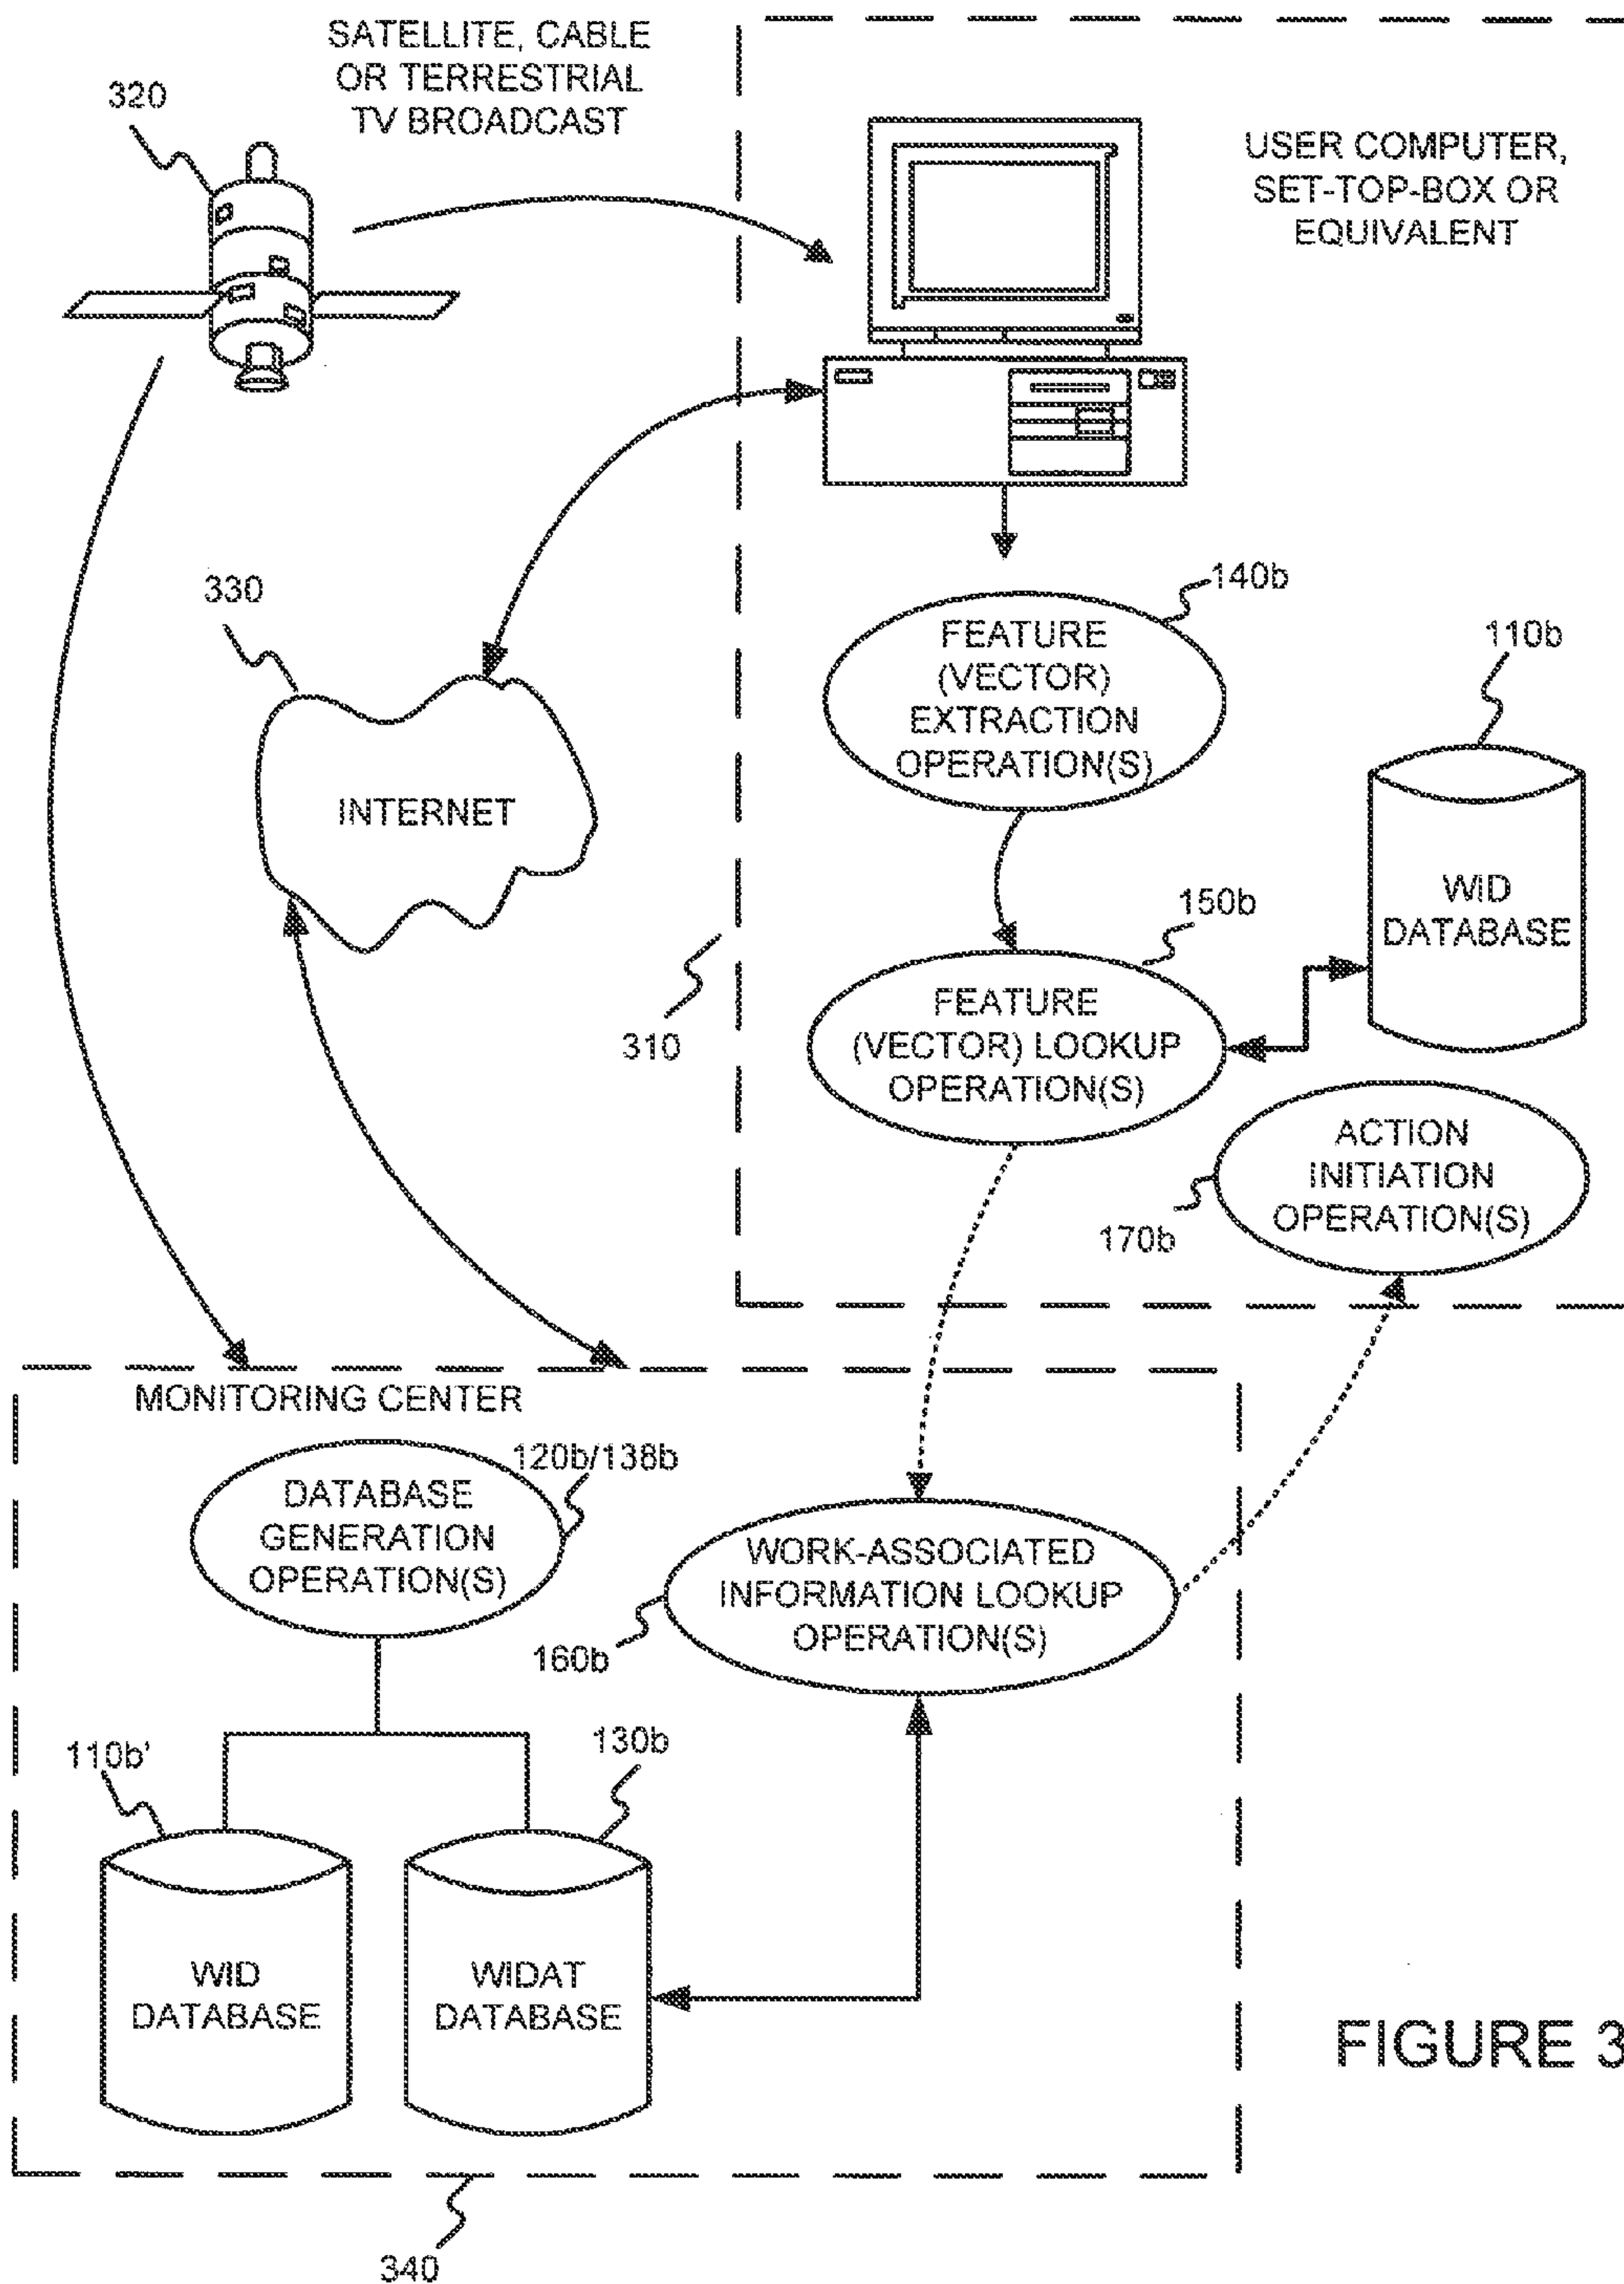 SATELLITE, CABLE
OR TERRESTRIAL
TV BROADCAST
320
USER COMPUTER,
SET-TOP-BOX OR
EQUIVALENT
330
INTERNET
140b
FEATURE
(VECTOR)
EXTRACTION
OPERATION(S)
110b
WID
DATABASE
150b
FEATURE
(VECTOR) LOOKUP
OPERATION(S)
310
ACTION
INITIATION
OPERATION(S)
170b
MONITORING CENTER
120b/138b
DATABASE
GENERATION
OPERATION(S)
WORK-ASSOCIATED
INFORMATION LOOKUP
OPERATION(S)
160b
110b'
130b
WID
DATABASE
WIDAT
DATABASE
FIGURE 3
340